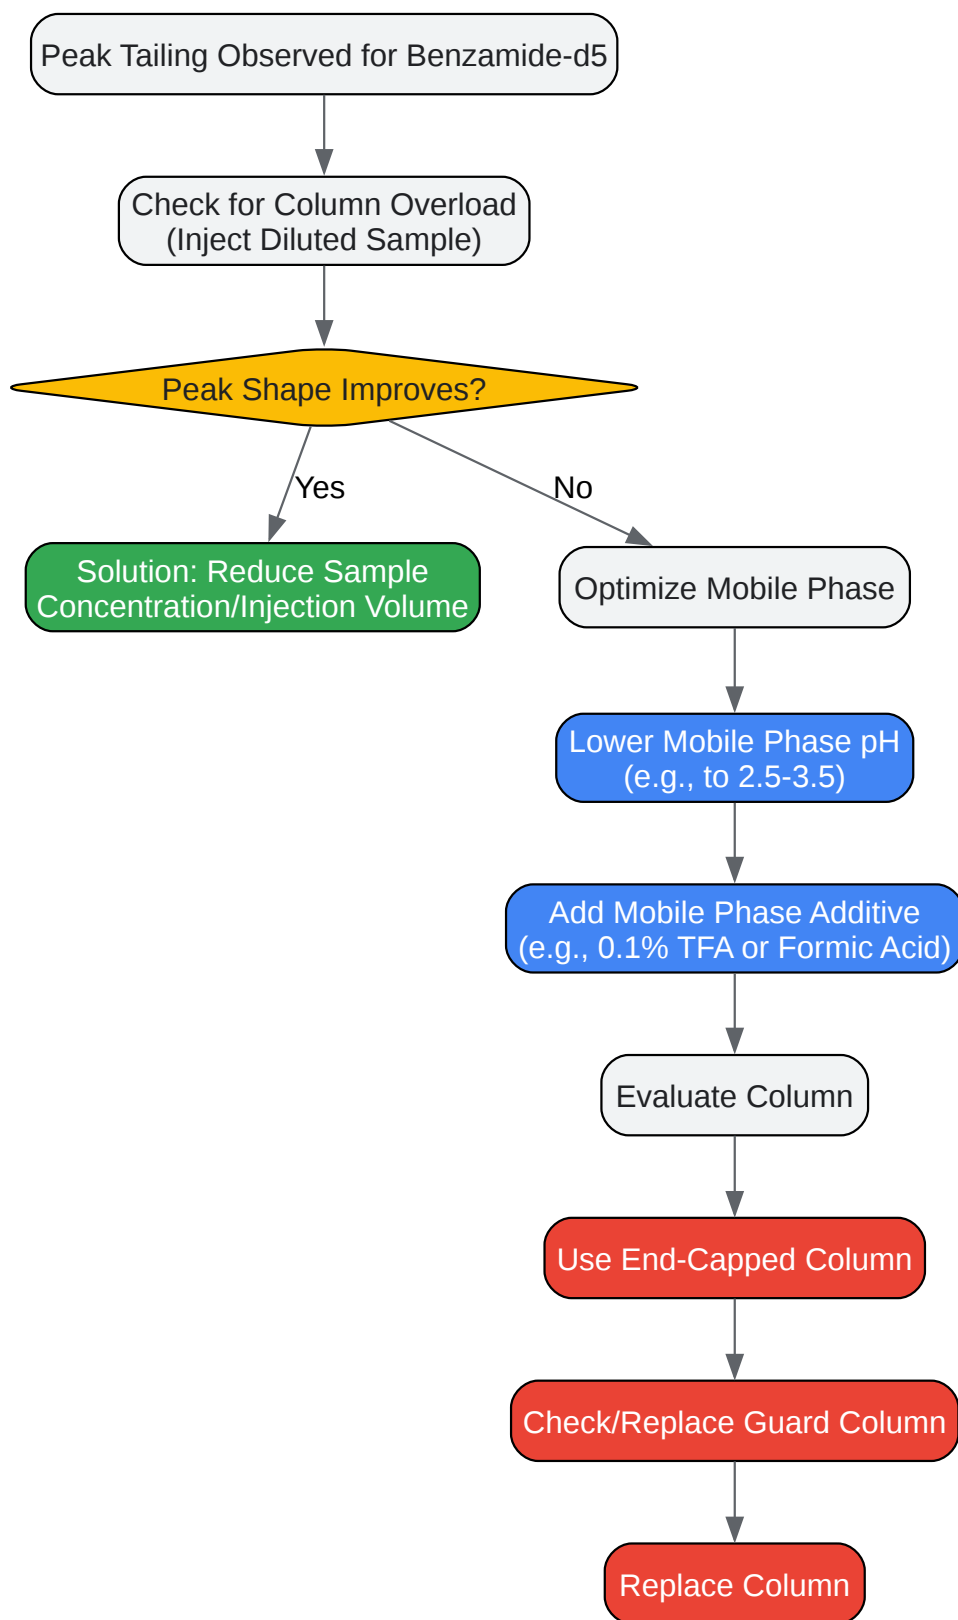 Peak Tailing Observed for Benzamide-d5
Check for Column Overload
(Inject Diluted Sample)
Peak Shape Improves?
Yes
No
Solution: Reduce Sample
Concentration/Injection Volume
Optimize Mobile Phase
Lower Mobile Phase pH
(e.g., to 2.5-3.5)
Add Mobile Phase Additive
(e.g., 0.1% TFA or Formic Acid)
Evaluate Column
Use End-Capped Column
Check/Replace Guard Column
Replace Column